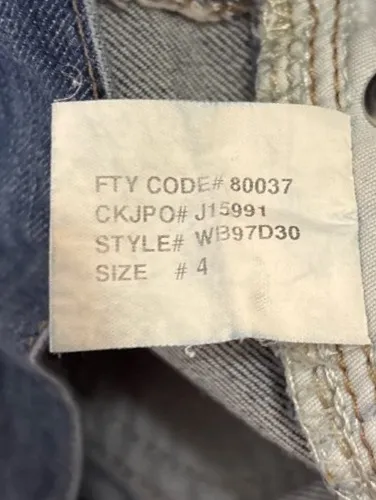 FTY CODE# 80037
CKJPO# J15991
STYLE# WB97D30
SIZE # 4